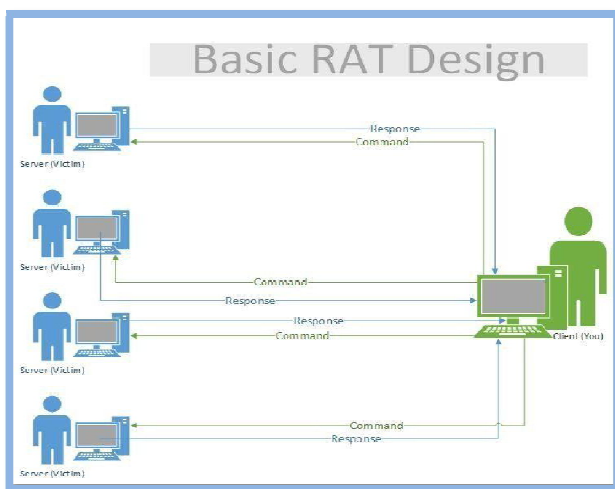 Basic RAT Design
Response
Command
Server (Victim)
Command
Response
Server (Victim)
Response
Command
Client (You)
Server (Victim)
Command
Response
Server (Victim)